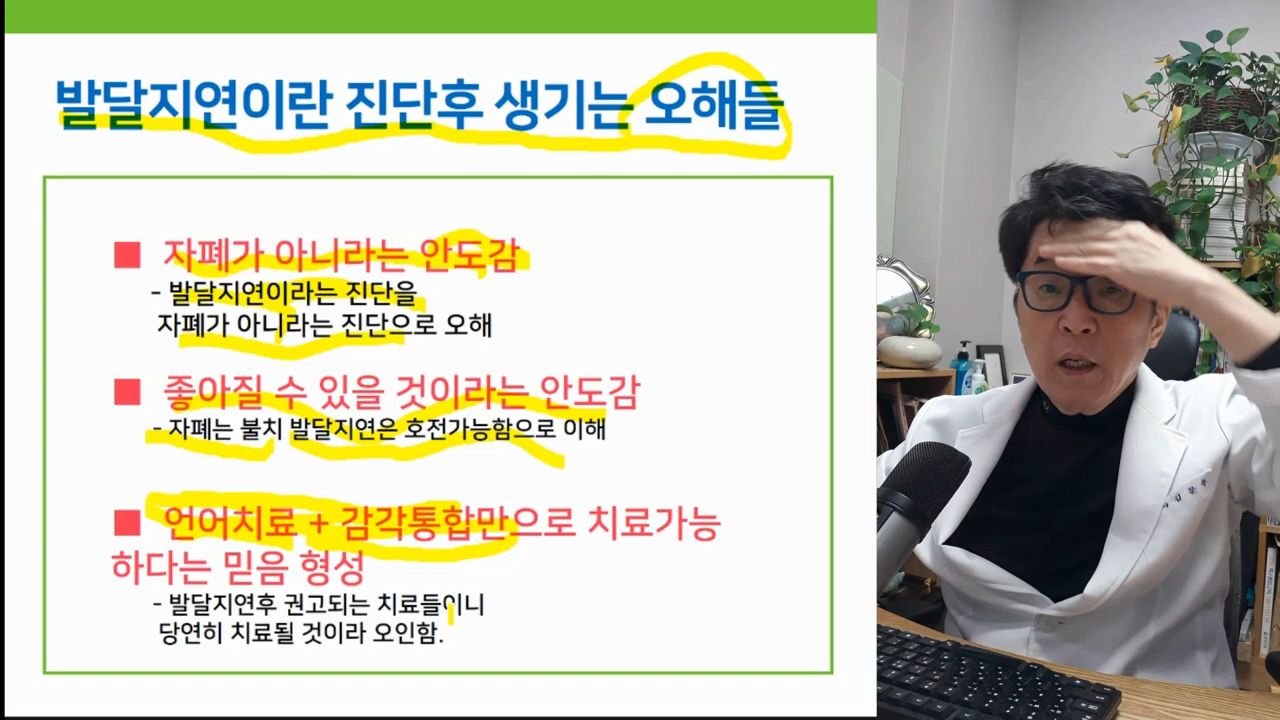 발달지연이란 진단후 생기는 오해들
■ 자폐가 아니라는 안도감
- 발달지연이라는 진단을
자폐가 아니라는 진단으로 오해
■ 좋아질 수 있을 것이라는 안도감
- 자폐는 불치 발달지연은 호전가능함으로 이해
■ 언어치료 + 감각통합만으로 치료가능
하다는 믿음 형성
- 발달지연후 권고되는 치료들이니
당연히 치료될 것이라 오인함.